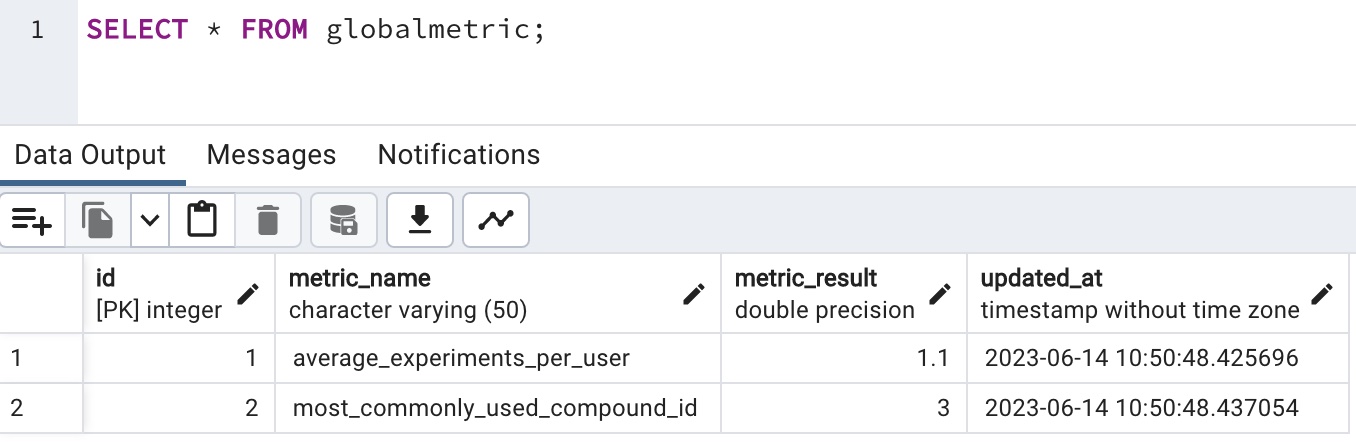 1 SELECT * FROM globalmetric;
Data Output Messages Notifications
id metric_name metric_result updated_at
[PK] integer character varying (50) double precision timestamp without time zone
1 1 average_experiments_per_user 1.1 2023-06-14 10:50:48.425696
2 2 most_commonly_used_compound_id 3 2023-06-14 10:50:48.437054